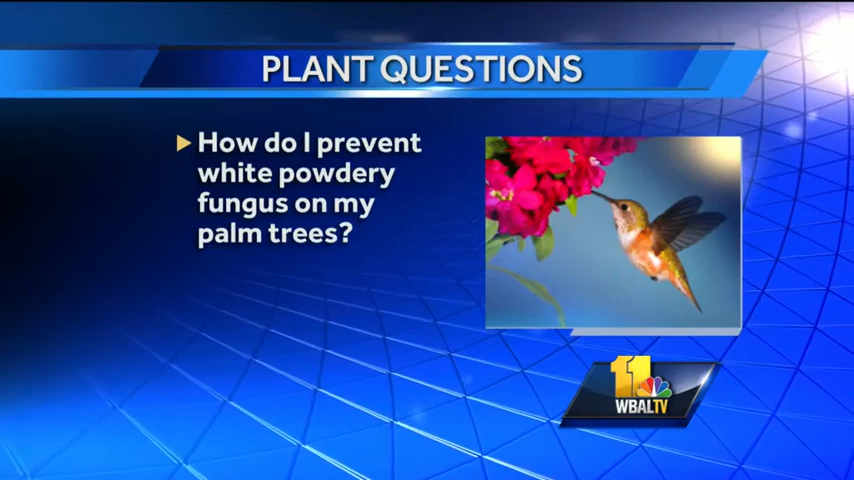 PLANT QUESTIONS
How do I prevent
white powdery
fungus on my
palm trees?
11
WBALTV